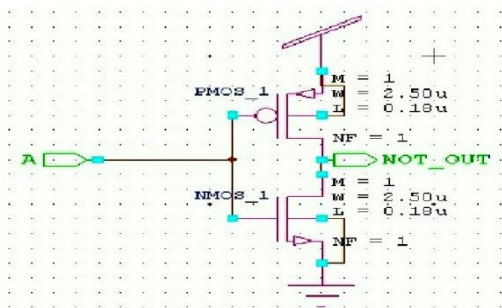 M = 1
PMOS_1
W = 2.50u
L = 0.18u
NF = 1
A
NOT_OUT
M = 1
NMOS_1
W = 2.50u
L = 0.18u
NF = 1